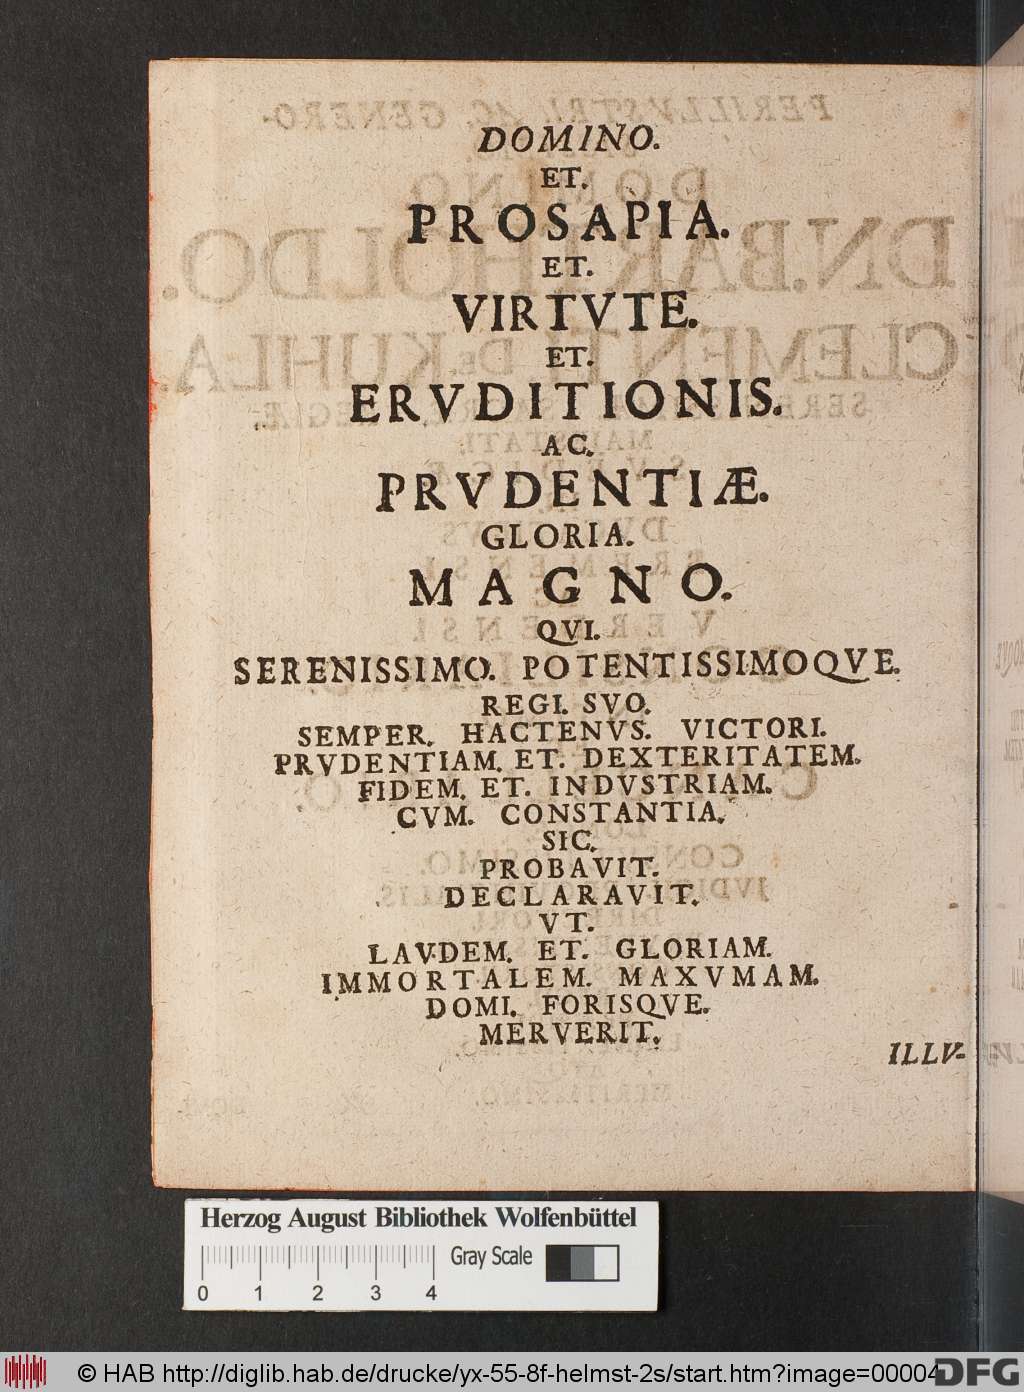 DOMINO.
ET.
PROSAPIA.
ET.
VIRTVTE.
ET.
ERVDITIONIS.
AC.
PRVDENTIÆ.
GLORIA.
MAGNO.
QVI.
SERENISSIMO. POTENTISSIMOQVE.
REGI. SVO.
SEMPER. HACTENVS. VICTORI.
PRVDENTIAM. ET. DEXTERITATEM.
FIDEM. ET. INDVSTRIAM.
CVM. CONSTANTIA.
SIC.
PROBAVIT.
DECLARAVIT.
VT.
LAVDEM. ET. GLORIAM.
IMMORTALEM. MAXVMAM.
DOMI. FORISQVE.
MERVERIT.
ILLV-
Herzog August Bibliothek Wolfenbüttel
Gray Scale
0 1 2 3 4
© HAB http://diglib.hab.de/drucke/yx-55-8f-helmst-2s/start.htm?image=00004
DFG